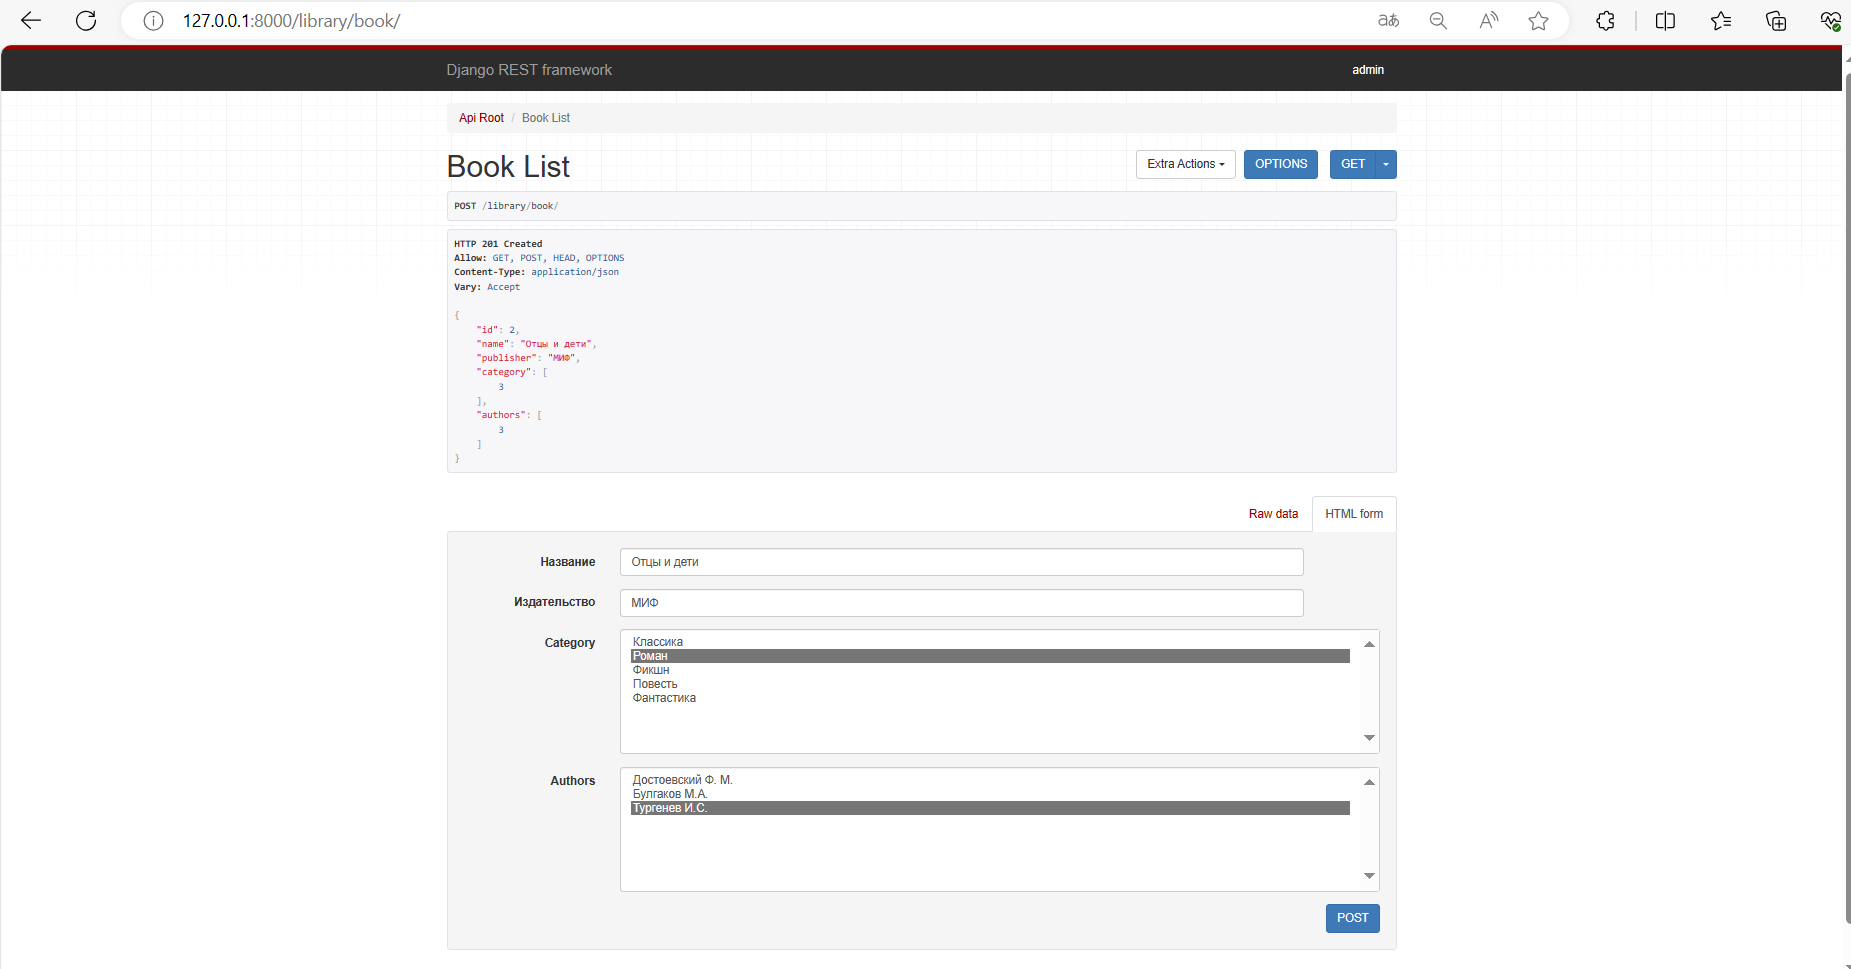 127.0.0.1:8000/library/book/
Django REST framework
admin
Api Root / Book List
Book List
Extra Actions
OPTIONS
GET
POST /library/book/
HTTP 201 Created
Allow: GET, POST, HEAD, OPTIONS
Content-Type: application/json
Vary: Accept
{
"id": 2,
"name": "Отцы и дети",
"publisher": "МИФ",
"category": [
3
],
"authors": [
3
]
}
Raw data
HTML form
Название
Отцы и дети
Издательство
МИФ
Category
Классика
Роман
Фикшн
Повесть
Фантастика
Authors
Достоевский Ф. М.
Булгаков М.А.
Тургенев И.С.
POST